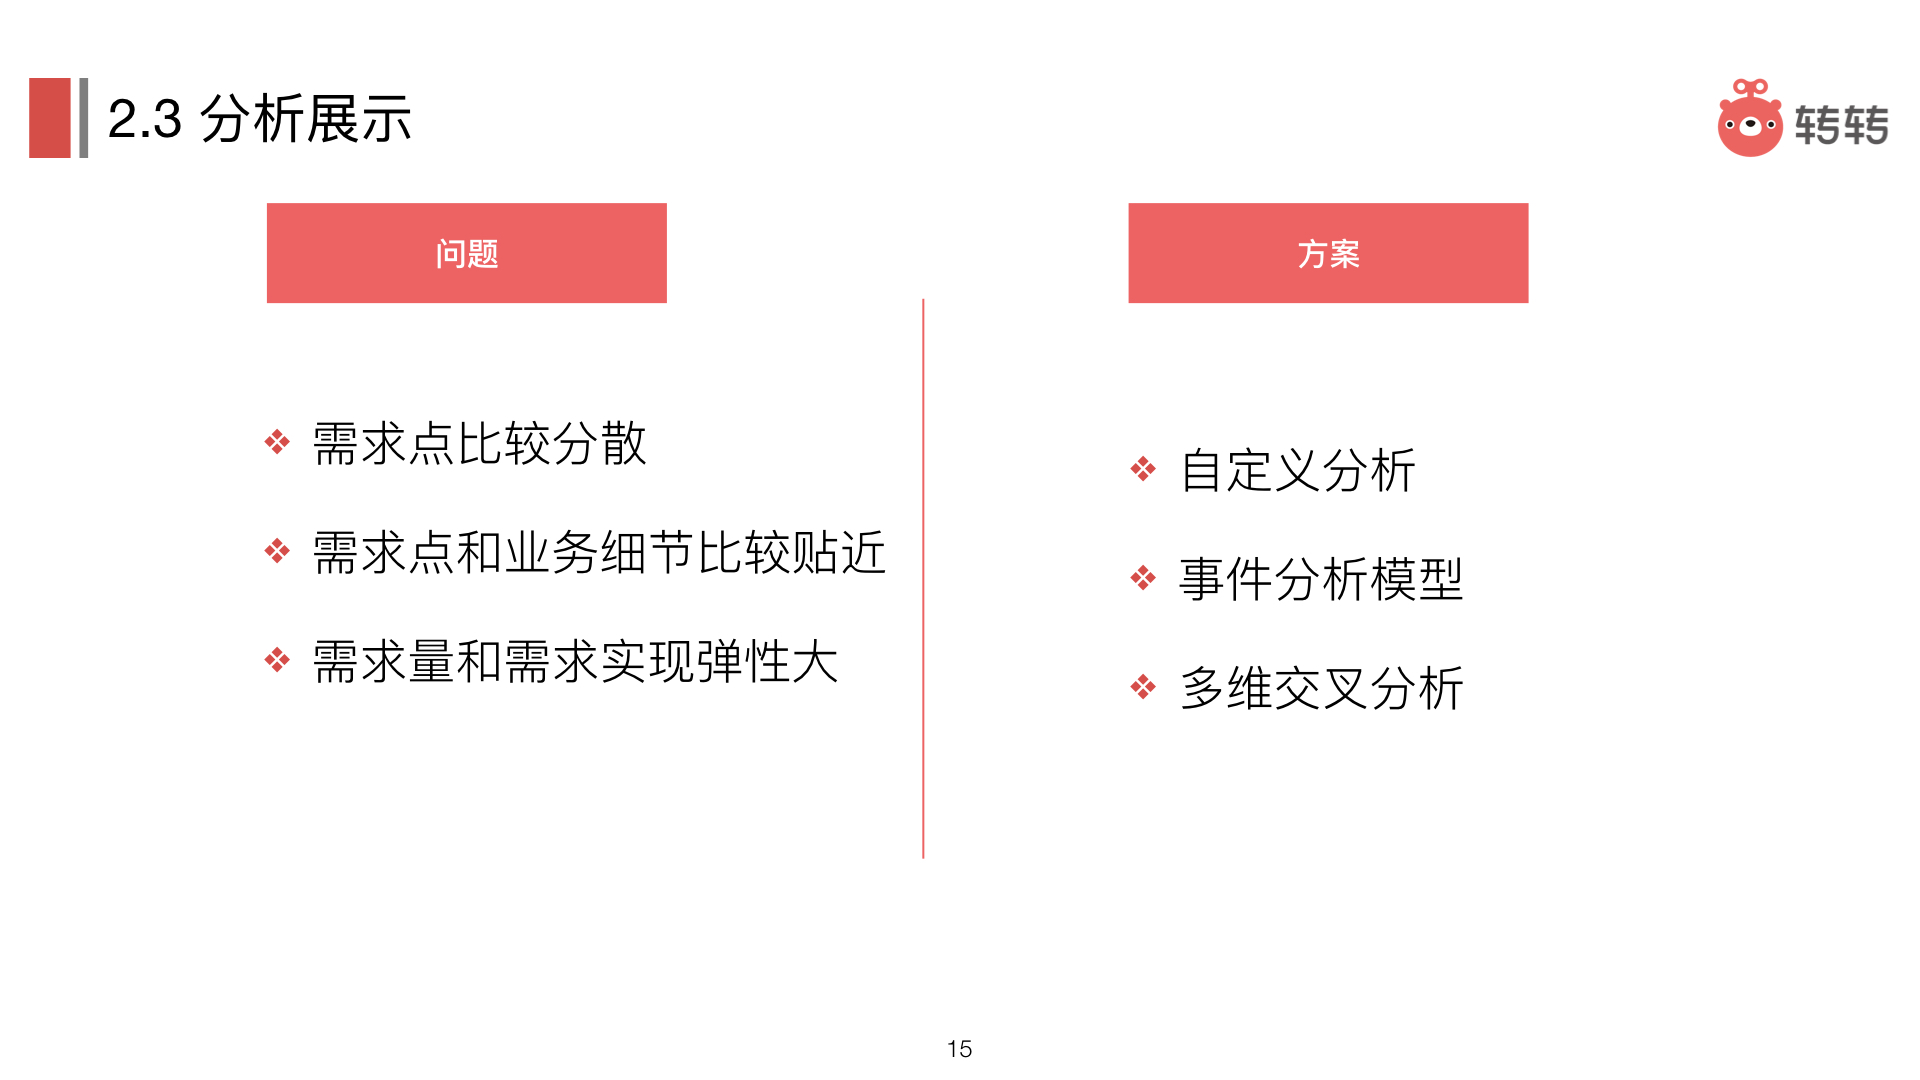 2.3 分析展示
转转
问题
需求点比较分散
需求点和业务细节比较贴近
需求量和需求实现弹性大
方案
自定义分析
事件分析模型
多维交叉分析
15